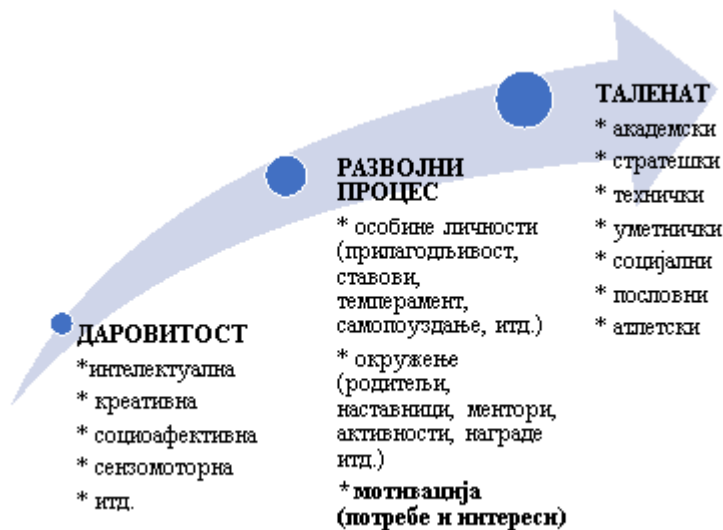 ДАРОВИТОСТ
*интелектуална
* креативна
* социоафективна
* сензомоторна
* итд.
РАЗВОЈНИ
ПРОЦЕС
* особине личности
(прилагодљивост,
ставови,
темперамент,
самопоуздање, итд.)
* окружење
(родитељи,
наставници, ментори,
активности, награде
итд.)
* мотивација
(потребе и интереси)
ТАЛЕНАТ
* академски
* стратешки
* технички
* уметнички
* социјални
* пословни
* атлетски